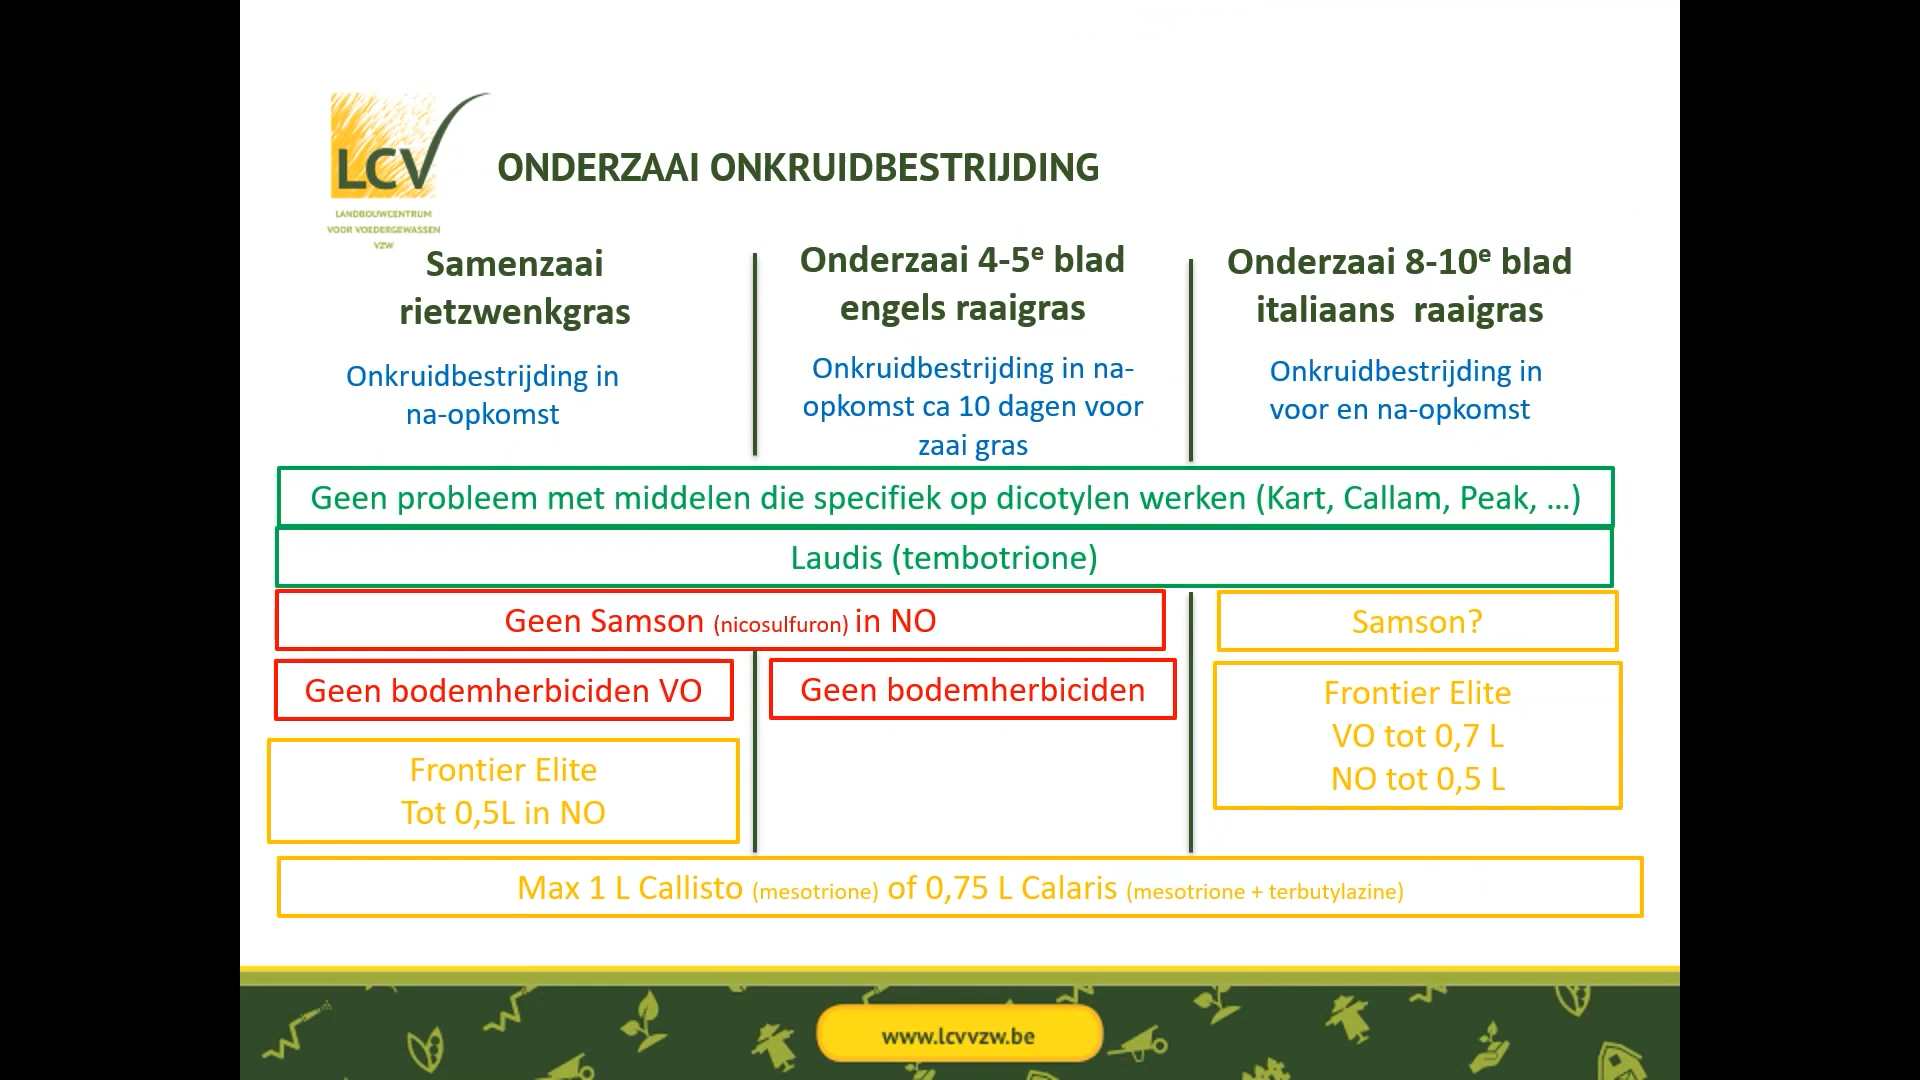 LCV
LANDBOUWCENTRUM
VOOR VOEDERGEWASSEN
VZW
ONDERZAAI ONKRUIDBESTRIJDING
Samenzaai
rietzwenkgras
Onkruidbestrijding in
na-opkomst
Onderzaai 4-5e blad
engels raaigras
Onkruidbestrijding in na-
opkomst ca 10 dagen voor
zaai gras
Onderzaai 8-10e blad
italiaans raaigras
Onkruidbestrijding in
voor en na-opkomst
Geen probleem met middelen die specifiek op dicotylen werken (Kart, Callam, Peak, ...)
Laudis (tembotrione)
Geen Samson (nicosulfuron) in NO
Samson?
Geen bodemherbiciden VO
Geen bodemherbiciden
Frontier Elite
VO tot 0,7 L
NO tot 0,5 L
Frontier Elite
Tot 0,5L in NO
Max 1 L Callisto (mesotrione) of 0,75 L Calaris (mesotrione + terbutylazine)
www.lcvvzw.be